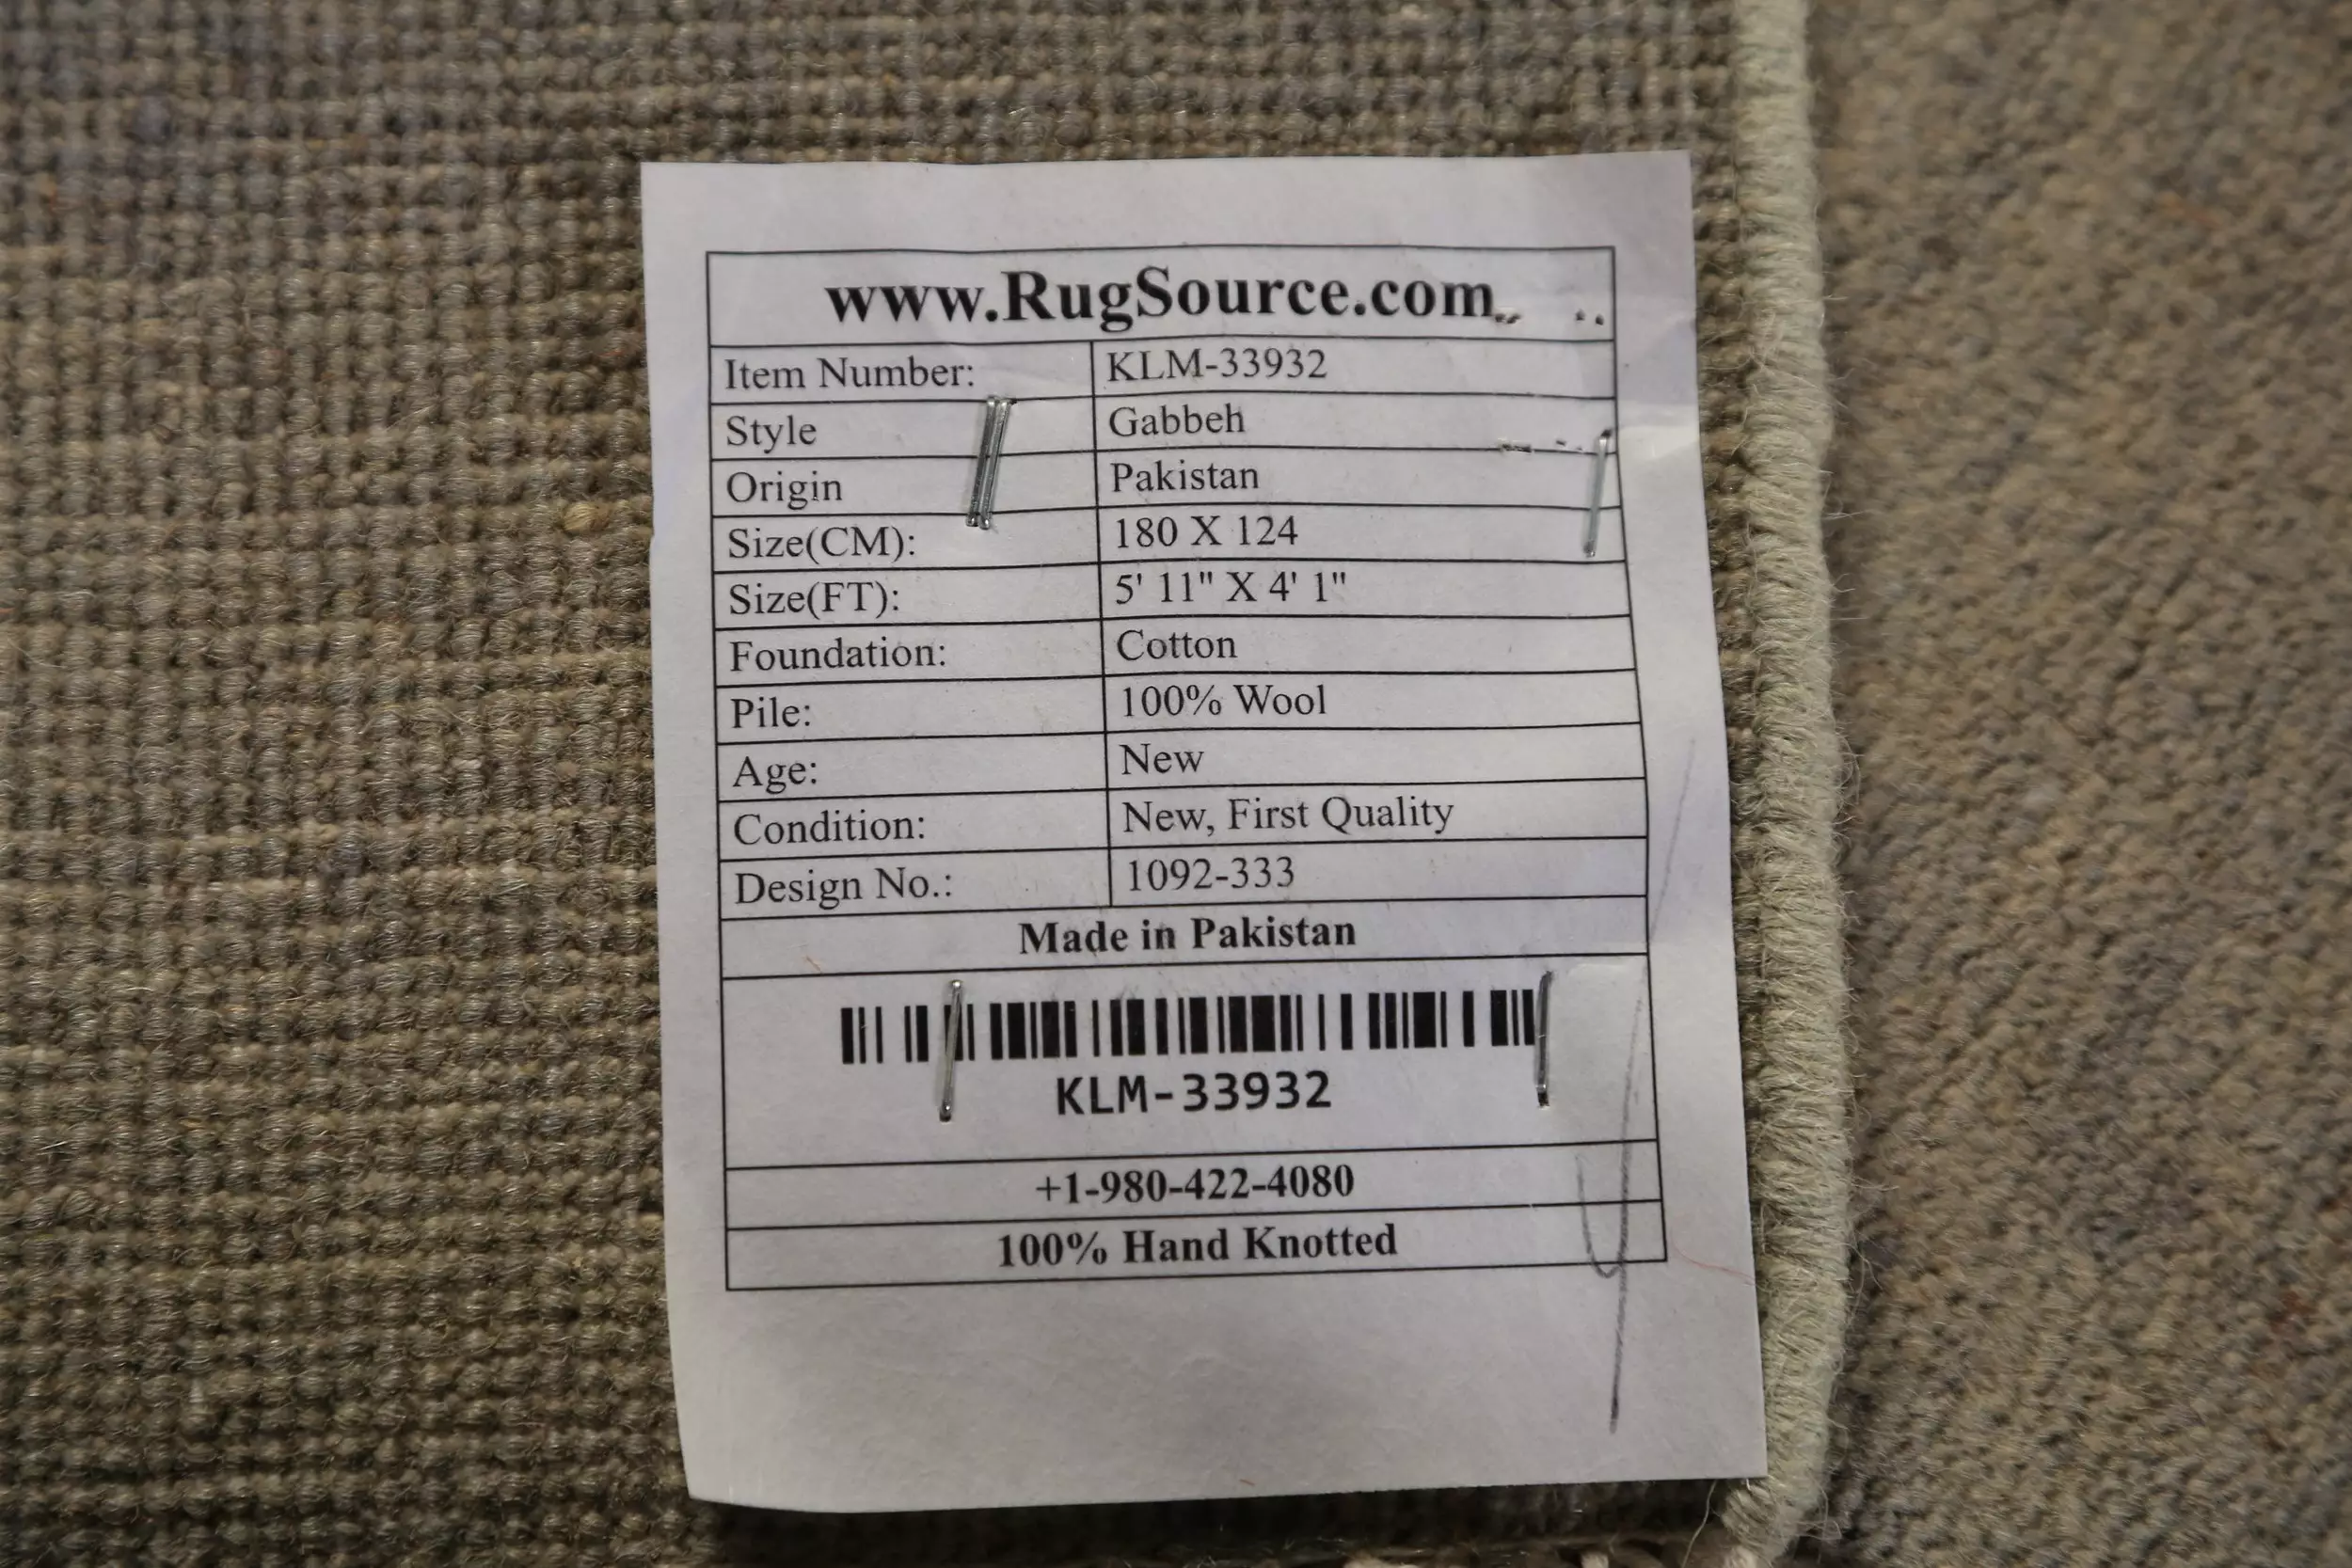 www.RugSource.com
Item Number: KLM-33932
Style Gabbeh
Origin Pakistan
Size(CM): 180 X 124
Size(FT): 5' 11" X 4' 1"
Foundation: Cotton
Pile: 100% Wool
Age: New
Condition: New, First Quality
Design No.: 1092-333
Made in Pakistan
KLM-33932
+1-980-422-4080
100% Hand Knotted